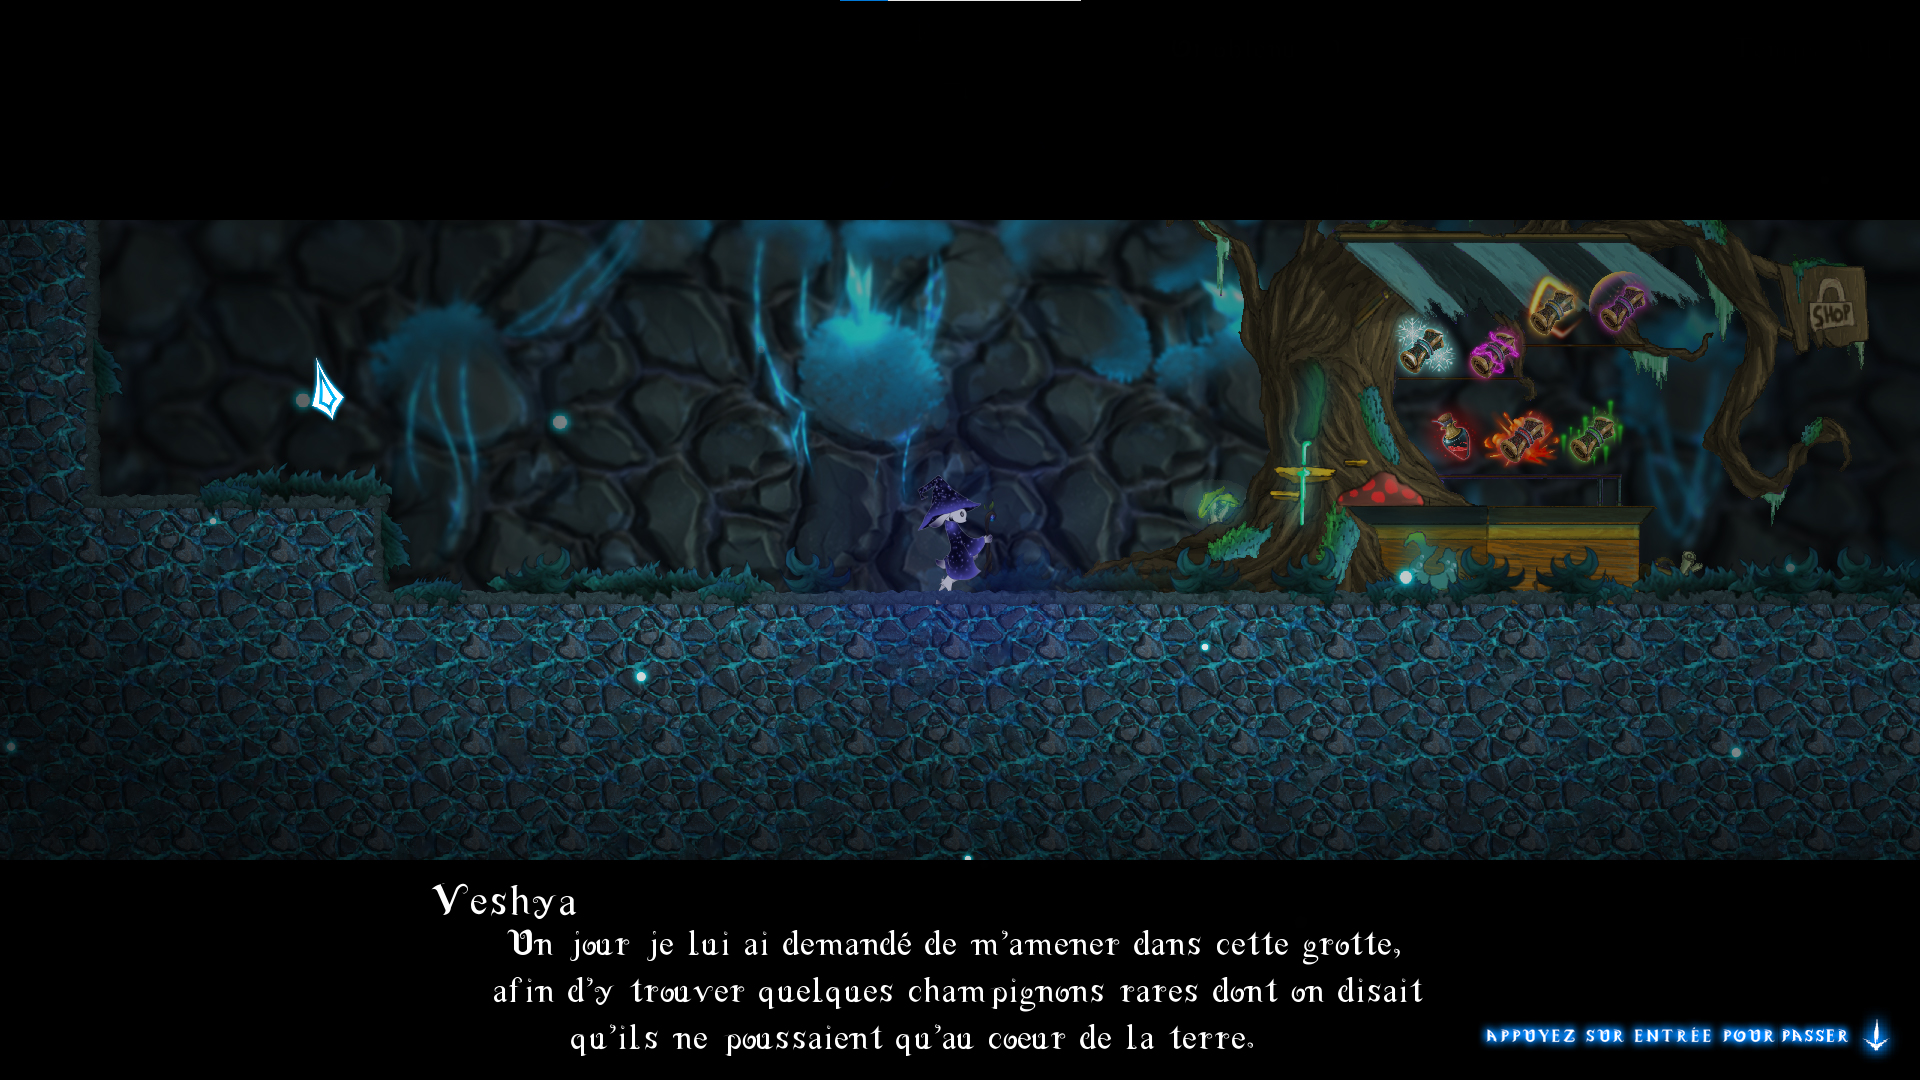 SHOP
Veshya
Un jour je lui ai demandé de m'amener dans cette grotte,
afin d'y trouver quelques champignons rares dont on disait
qu'ils ne poussaient qu'au coeur de la terre.
APPUYEZ SUR ENTRÉE POUR PASSER